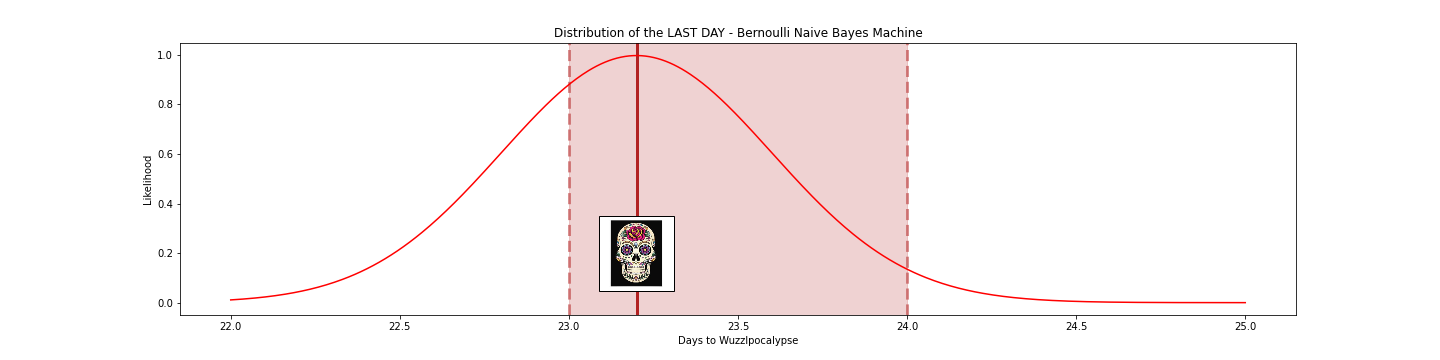 Distribution of the LAST DAY - Bernoulli Naive Bayes Machine
1.0
0.8
0.6
0.4
0.2
0.0
Likelihood
22.0 22.5 23.0 23.5 24.0 24.5 25.0
Days to Wuzzlpocalypse